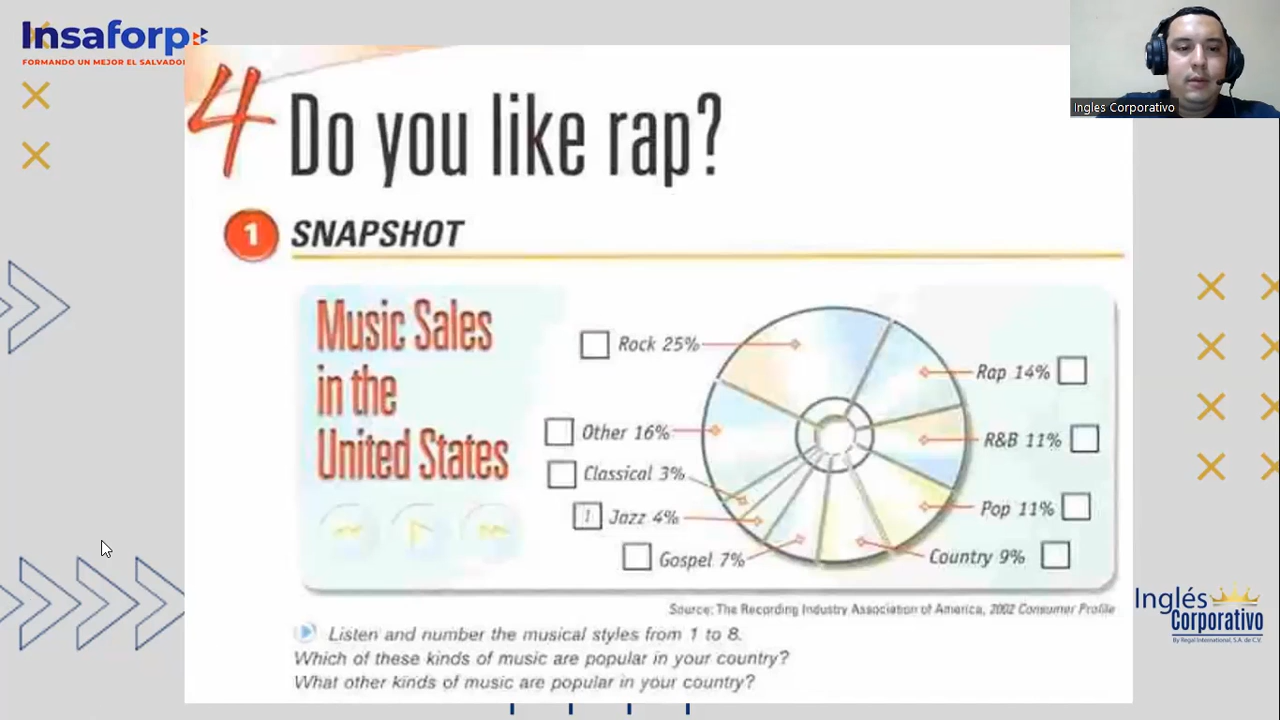 Insaforp
FORMANDO UN MEJOR EL SALVADOR
Ingles Corporativo
4 Do you like rap?
1 SNAPSHOT
Music Sales
in the
United States
Rock 25%
Other 16%
Classical 3%
1 Jazz 4%
Gospel 7%
Rap 14%
R&B 11%
Pop 11%
Country 9%
Source: The Recording Industry Association of America, 2002 Consumer Profile
Listen and number the musical styles from 1 to 8.
Which of these kinds of music are popular in your country?
What other kinds of music are popular in your country?
Inglés
Corporativo
By Regal International, S.A. de C.V.